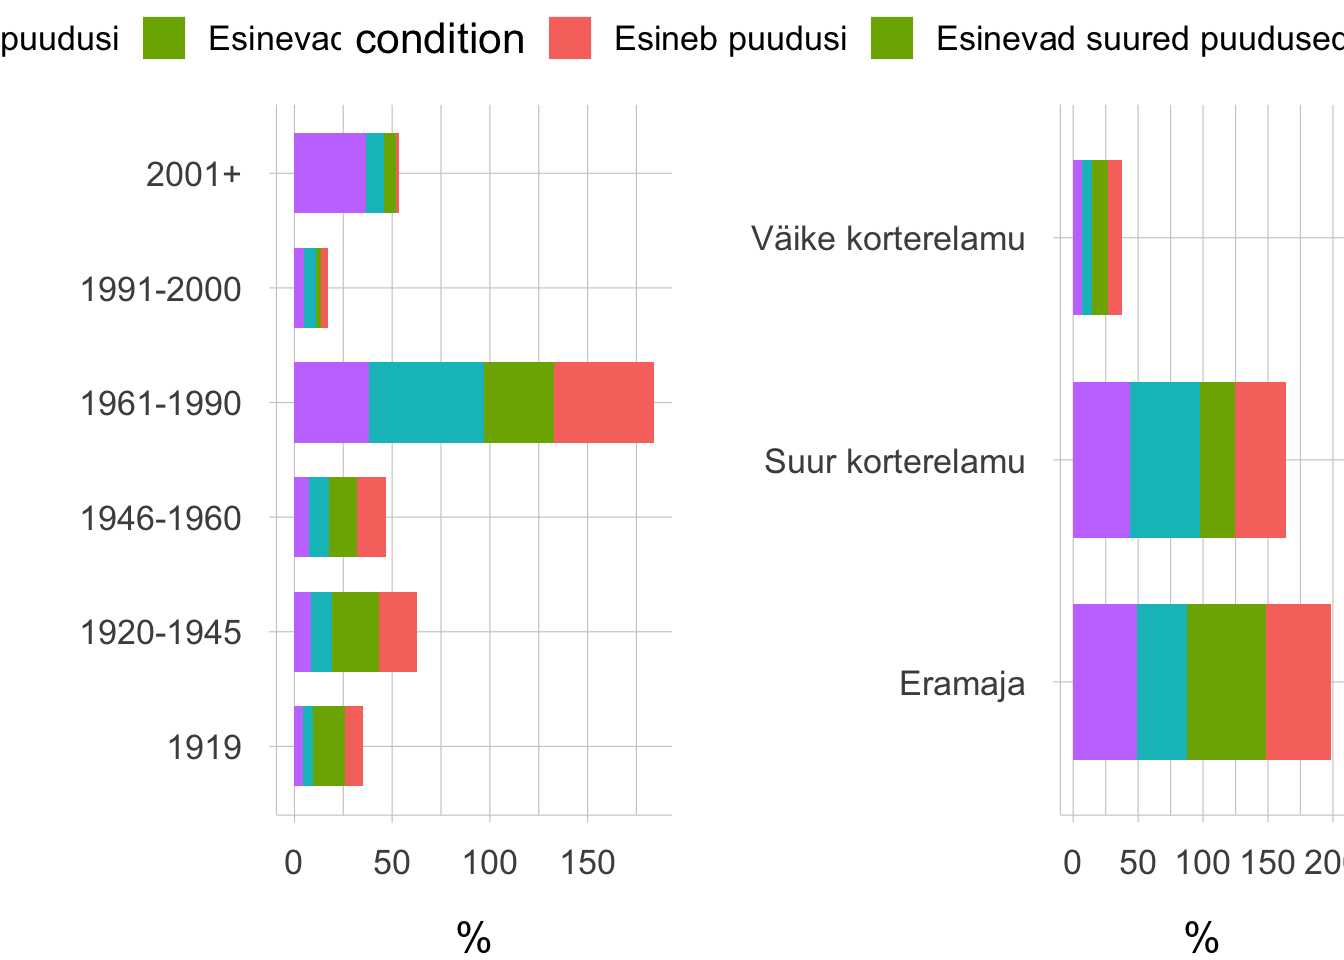 puudusi Esinevad condition Esineb puudusi Esinevad suured puudused
2001+
1991-2000
1961-1990
1946-1960
1920-1945
1919
0 50 100 150
%
Väike korterelamu
Suur korterelamu
Eramaja
0 50 100 150 200
%